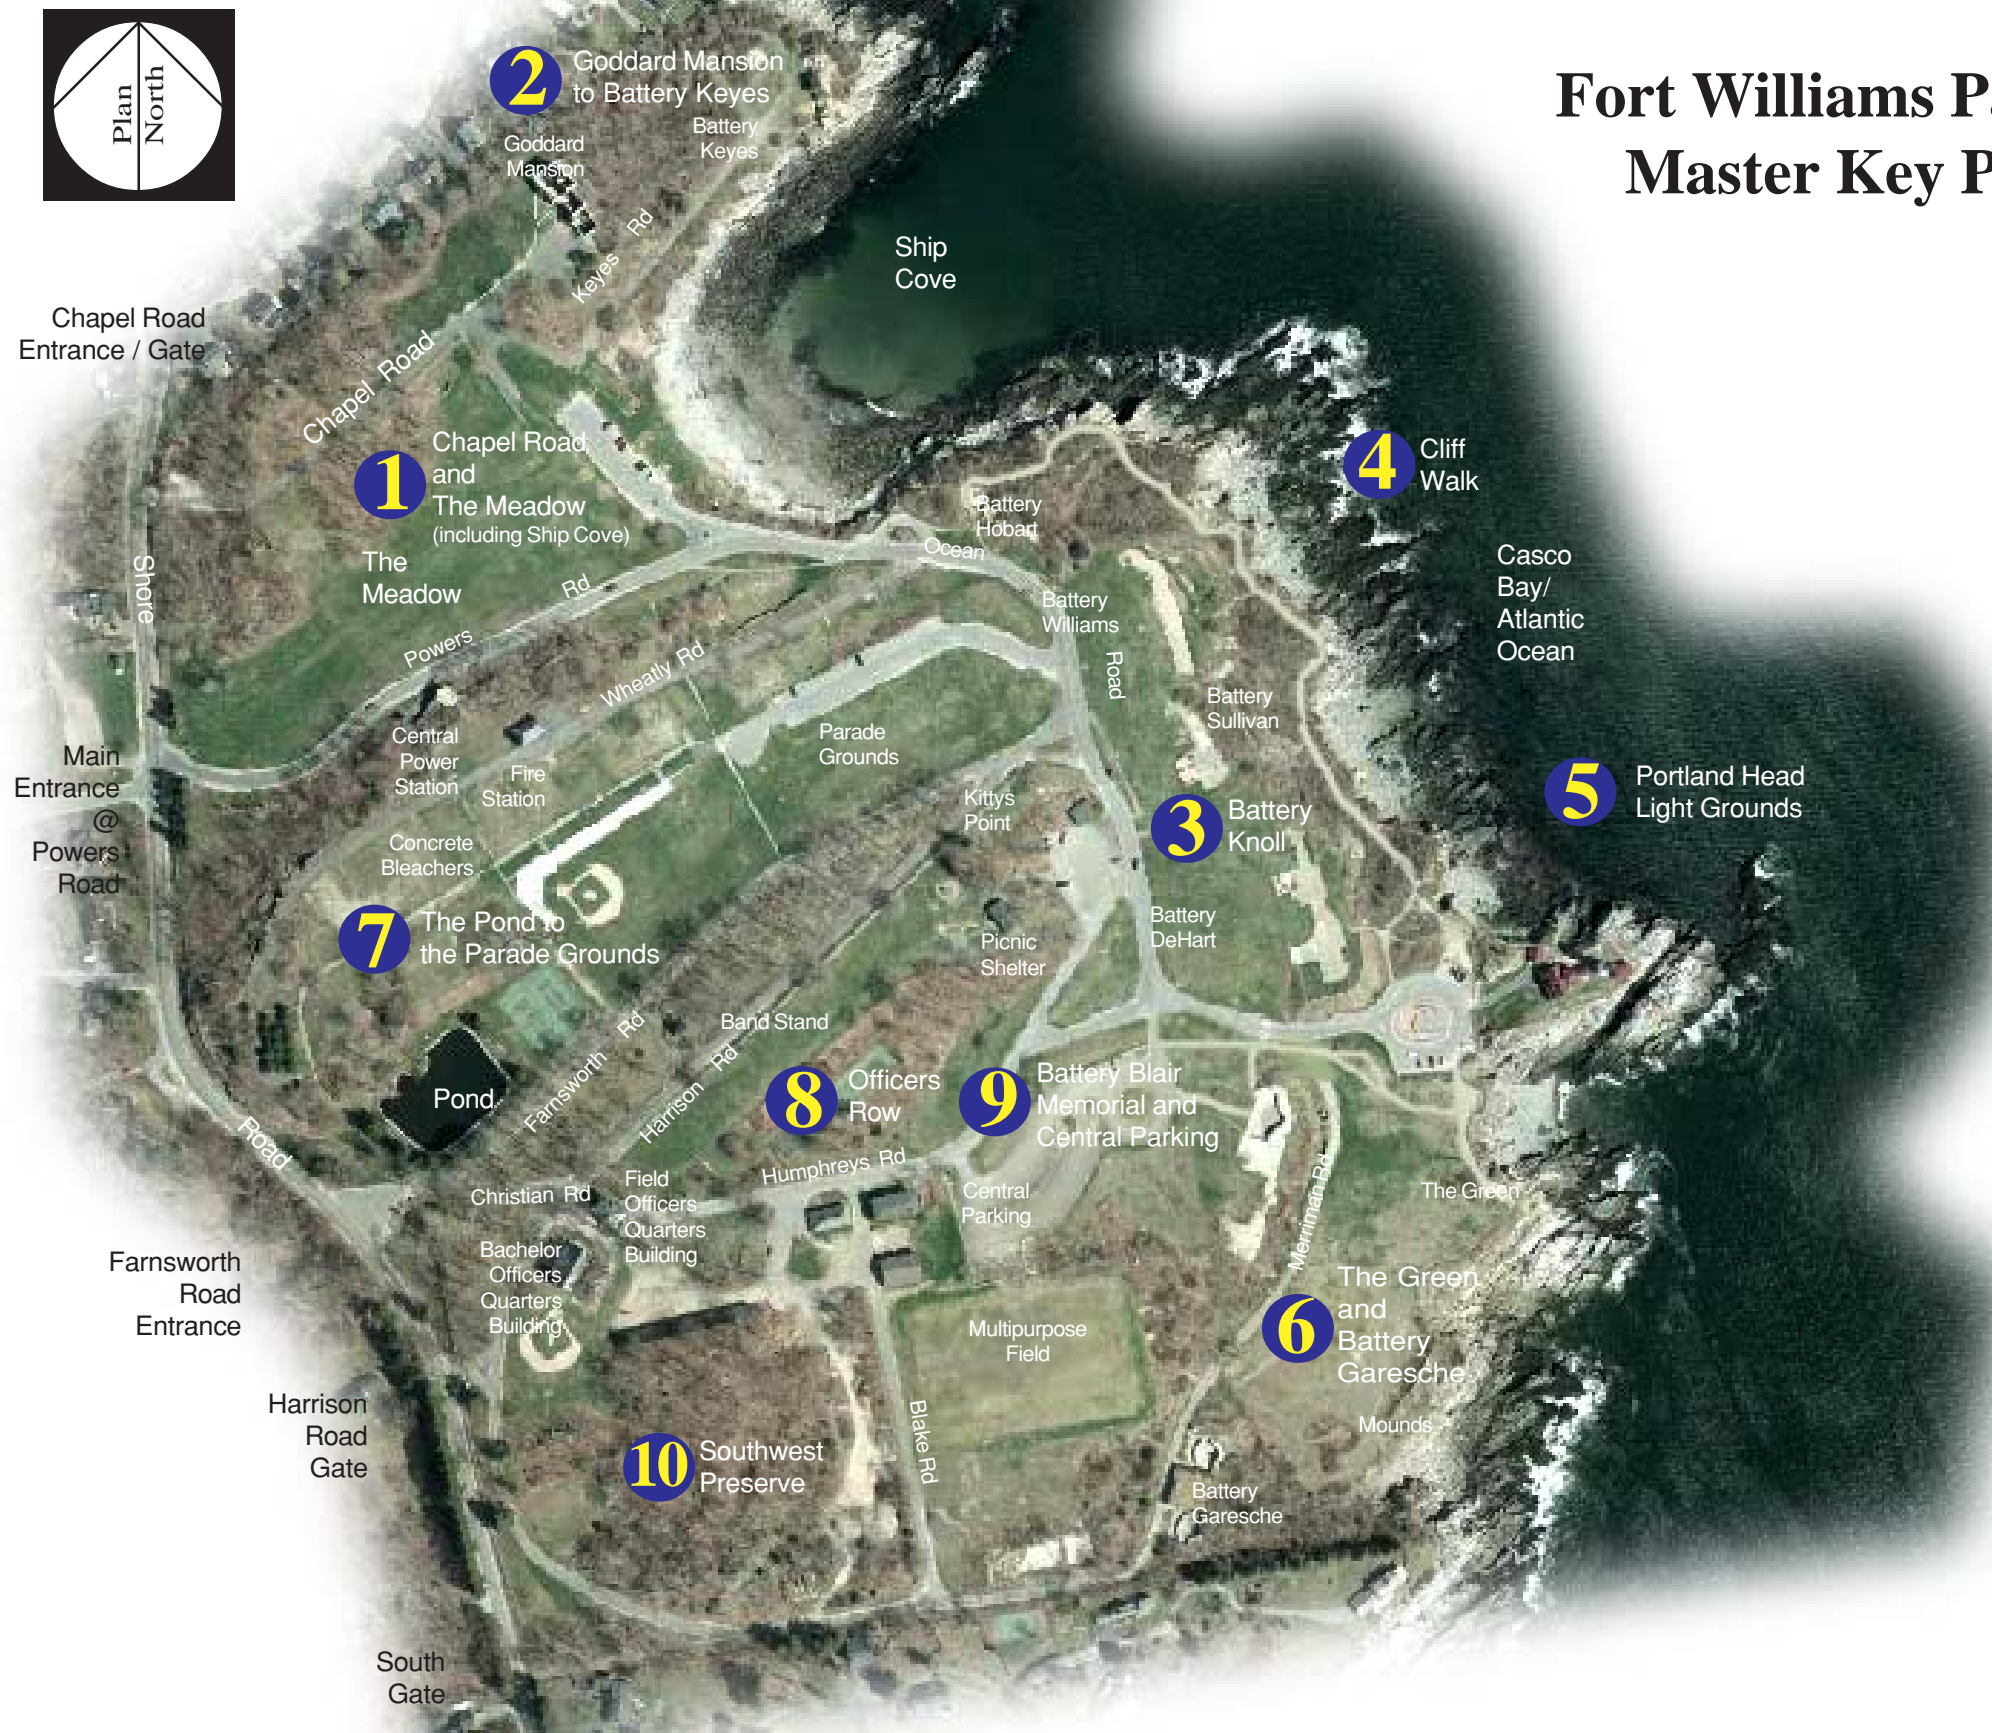 Plan
North
Fort Williams
Master Key
2
Goddard Mansion
to Battery Keyes
Battery
Keyes
Goddard
Mansion
Keyes Rd
Ship
Cove
Chapel Road
Entrance / Gate
Chapel Road
1
Chapel Road
and
The Meadow
(including Ship Cove)
The
Meadow
4
Cliff
Walk
Battery
Hobart
Ocean
Road
Casco
Bay/
Atlantic
Ocean
Shore
Road
Powers Rd
Wheatly Rd
Battery
Williams
Battery
Sullivan
Central
Power
Station
Fire
Station
Parade
Grounds
Main
Entrance
@
Powers
Road
Kittys
Point
3
Battery
Knoll
5
Portland Head
Light Grounds
Concrete
Bleachers
7
The Pond to
the Parade Grounds
Picnic
Shelter
Battery
DeHart
Band Stand
Pond
Farnsworth Rd
Harrison Rd
8
Officers
Row
9
Battery Blair
Memorial and
Central Parking
Humphreys Rd
Christian Rd
Field
Officers
Quarters
Building
Central
Parking
Merriman Rd
The Green
Bachelor
Officers
Quarters
Building
Farnsworth
Road
Entrance
6
The Green
and
Battery
Garesche
Multipurpose
Field
Harrison
Road
Gate
Blake Rd
Mounds
10
Southwest
Preserve
Battery
Garesche
South
Gate